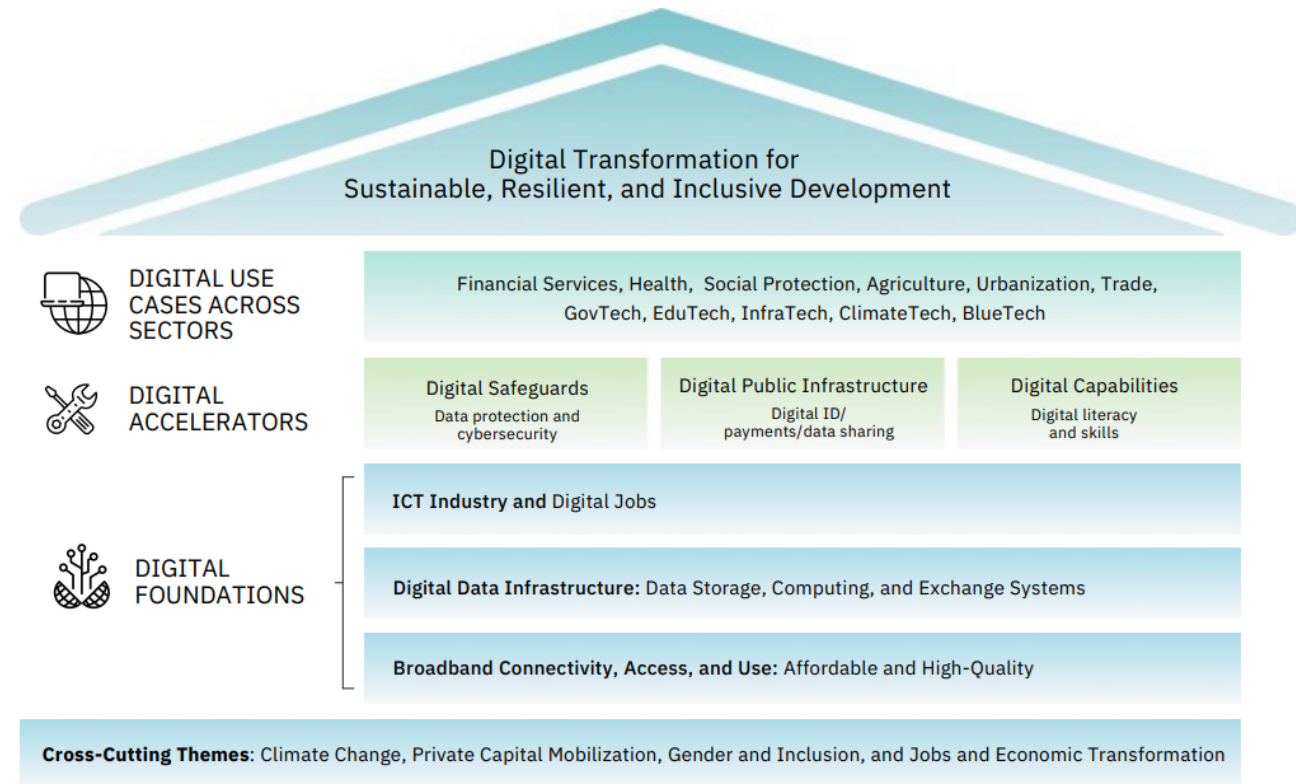 Digital Transformation for
Sustainable, Resilient, and Inclusive Development
DIGITAL USE
CASES ACROSS
SECTORS
Financial Services, Health, Social Protection, Agriculture, Urbanization, Trade,
GovTech, EduTech, InfraTech, ClimateTech, BlueTech
DIGITAL
ACCELERATORS
Digital Safeguards
Data protection and
cybersecurity
Digital Public Infrastructure
Digital ID/
payments/data sharing
Digital Capabilities
Digital literacy
and skills
DIGITAL
FOUNDATIONS
ICT Industry and Digital Jobs
Digital Data Infrastructure: Data Storage, Computing, and Exchange Systems
Broadband Connectivity, Access, and Use: Affordable and High-Quality
Cross-Cutting Themes: Climate Change, Private Capital Mobilization, Gender and Inclusion, and Jobs and Economic Transformation